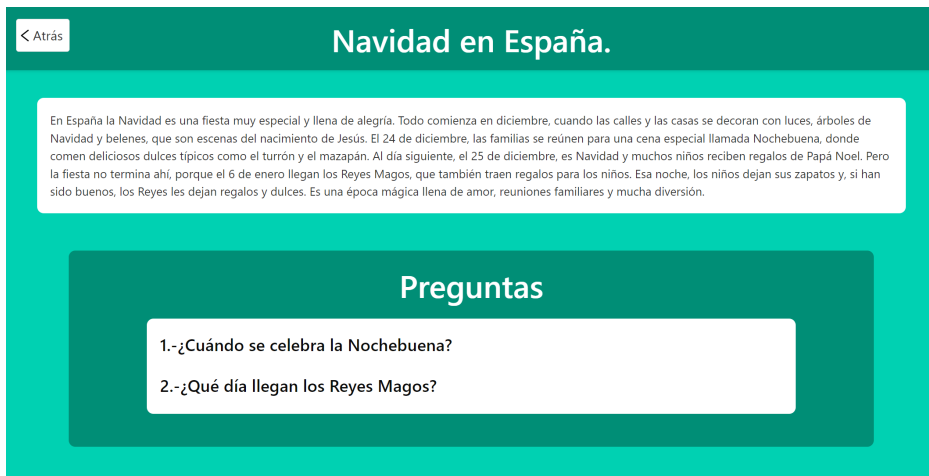 Atrás
Navidad en España.
En España la Navidad es una fiesta muy especial y llena de alegría. Todo comienza en diciembre, cuando las calles y las casas se decoran con luces, árboles de
Navidad y belenes, que son escenas del nacimiento de Jesús. El 24 de diciembre, las familias se reúnen para una cena especial llamada Nochebuena, donde
comen deliciosos dulces típicos como el turrón y el mazapán. Al día siguiente, el 25 de diciembre, es Navidad y muchos niños reciben regalos de Papá Noel. Pero
la fiesta no termina ahí, porque el 6 de enero llegan los Reyes Magos, que también traen regalos para los niños. Esa noche, los niños dejan sus zapatos y, si han
sido buenos, los Reyes les dejan regalos y dulces. Es una época mágica llena de amor, reuniones familiares y mucha diversión.
Preguntas
1.-¿Cuándo se celebra la Nochebuena?
2.-¿Qué día llegan los Reyes Magos?